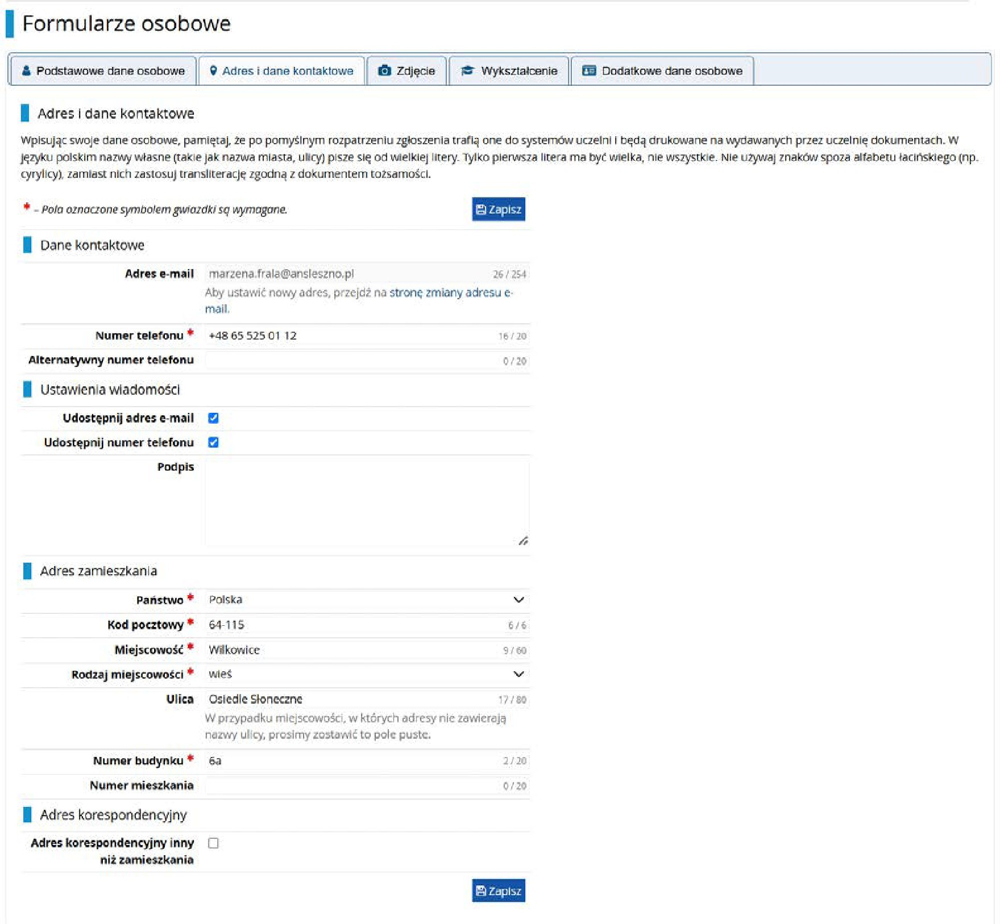 Formularze osobowe
Podstawowe dane osobowe Adres i dane kontaktowe Zdjęcie Wykształcenie Dodatkowe dane osobowe
Adres i dane kontaktowe
Wpisując swoje dane osobowe, pamiętaj, że po pomyślnym rozpatrzeniu zgłoszenia trafią one do systemów uczelni i będą drukowane na wydawanych przez uczelnię dokumentach. W
języku polskim nazwy własne (takie jak nazwa miasta, ulicy) pisze się od wielkiej litery. Tylko pierwsza litera ma być wielka, nie wszystkie. Nie używaj znaków spoza alfabetu łacińskiego (np.
cyrylicy), zamiast nich zastosuj transliterację zgodną z dokumentem tożsamości.
* – Pola oznaczone symbolem gwiazdki są wymagane. Zapisz
Dane kontaktowe
Adres e-mail marzena.frala@ansleszno.pl 26 / 254
Aby ustawić nowy adres, przejdź na stronę zmiany adresu e-
mail.
Numer telefonu * +48 65 525 01 12 16 / 20
Alternatywny numer telefonu 0 / 20
Ustawienia wiadomości
Udostępnij adres e-mail
Udostępnij numer telefonu
Podpis
Adres zamieszkania
Państwo * Polska
Kod pocztowy * 64-115 6 / 6
Miejscowość * Wilkowice 9 / 60
Rodzaj miejscowości * wieś
Ulica Osiedle Słoneczne 17 / 80
W przypadku miejscowości, w których adresy nie zawierają
nazwy ulicy, prosimy zostawić to pole puste.
Numer budynku * 6a 2 / 20
Numer mieszkania 0 / 20
Adres korespondencyjny
Adres korespondencyjny inny
niż zamieszkania
Zapisz